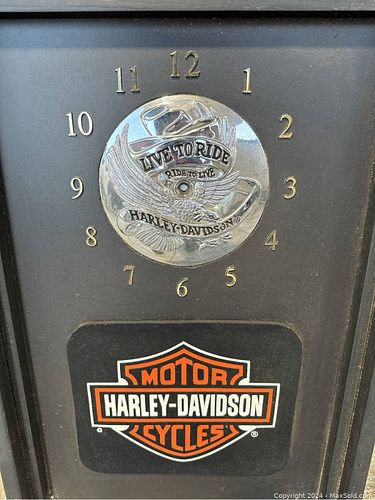 12
11
1
10
2
9
3
8
4
7
5
6
LIVE TO RIDE
RIDE TO LIVE
HARLEY-DAVIDSON
MOTOR
HARLEY-DAVIDSON
CYCLES
®
Copyright 2024 - MaxSold.com